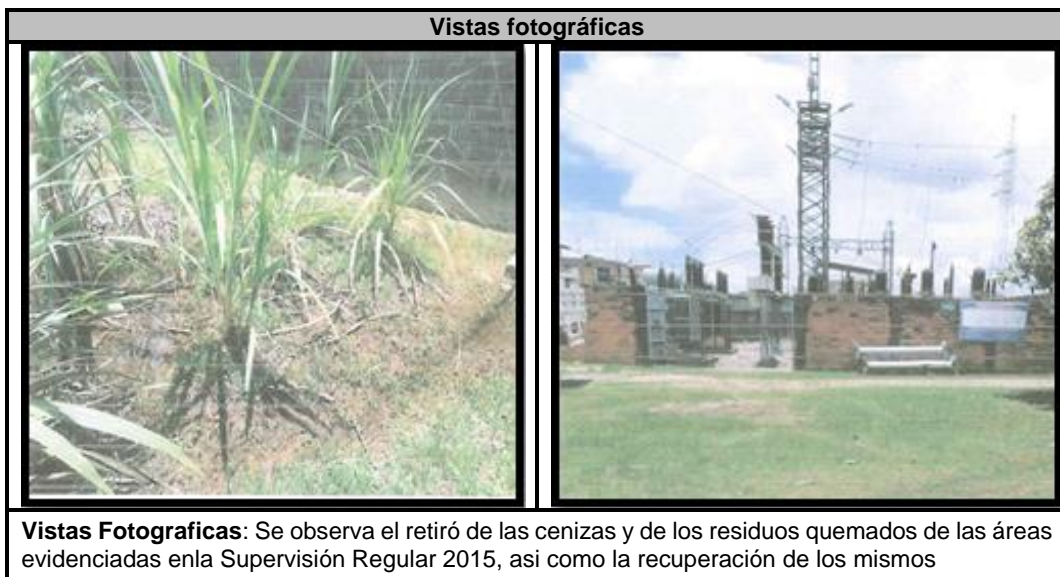 Vistas fotográficas
Vistas Fotograficas: Se observa el retiró de las cenizas y de los residuos quemados de las áreas
evidenciadas enla Supervisión Regular 2015, asi como la recuperación de los mismos